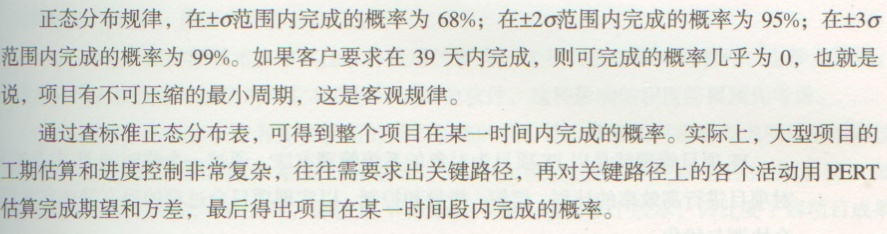 正态分布规律，在±σ范围内完成的概率为 68%；在±2σ范围内完成的概率为 95%；在±3σ
范围内完成的概率为 99%。如果客户要求在 39 天内完成，则可完成的概率几乎为 0，也就是
说，项目有不可压缩的最小周期，这是客观规律。
通过查标准正态分布表，可得到整个项目在某一时间内完成的概率。实际上，大型项目的
工期估算和进度控制非常复杂，往往需要求出关键路径，再对关键路径上的各个活动用 PERT
估算完成期望和方差，最后得出项目在某一时间段内完成的概率。